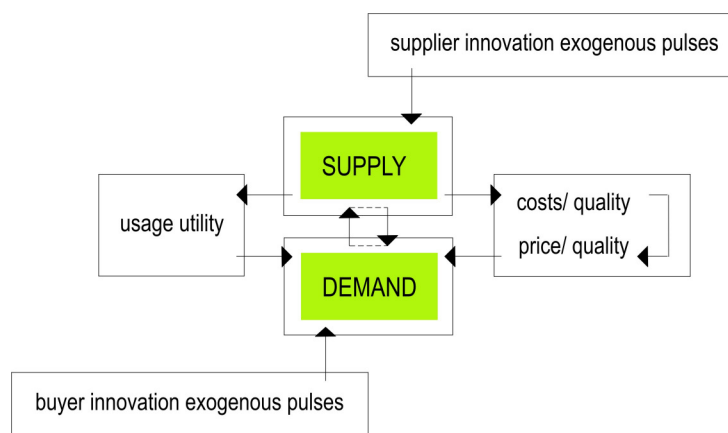 supplier innovation exogenous pulses
SUPPLY
usage utility
costs/ quality
price/ quality
DEMAND
buyer innovation exogenous pulses